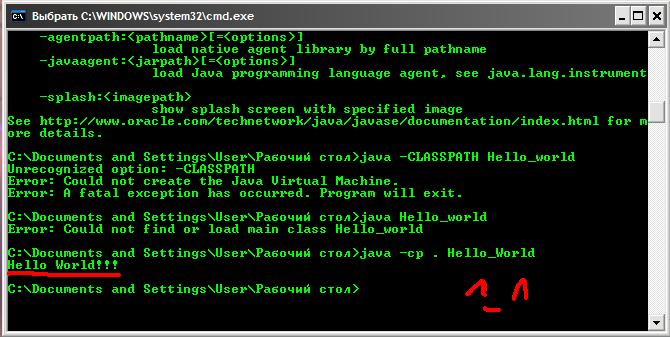 Выбрать C:\WINDOWS\system32\cmd.exe
-agentpath:<pathname>[=<options>]
load native agent library by full pathname
-javaagent:<jarpath>[=<options>]
load Java programming language agent, see java.lang.instrument
-splash:<imagepath>
show splash screen with specified image
See http://www.oracle.com/technetwork/java/javase/documentation/index.html for m
ore details.
C:\Documents and Settings\User\Рабочий стол>java -CLASSPATH Hello_world
Unrecognized option: -CLASSPATH
Error: Could not create the Java Virtual Machine.
Error: A fatal exception has occurred. Program will exit.
C:\Documents and Settings\User\Рабочий стол>java Hello_world
Error: Could not find or load main class Hello_world
C:\Documents and Settings\User\Рабочий стол>java -cp . Hello_World
Hello World!!!
C:\Documents and Settings\User\Рабочий стол>
^_^